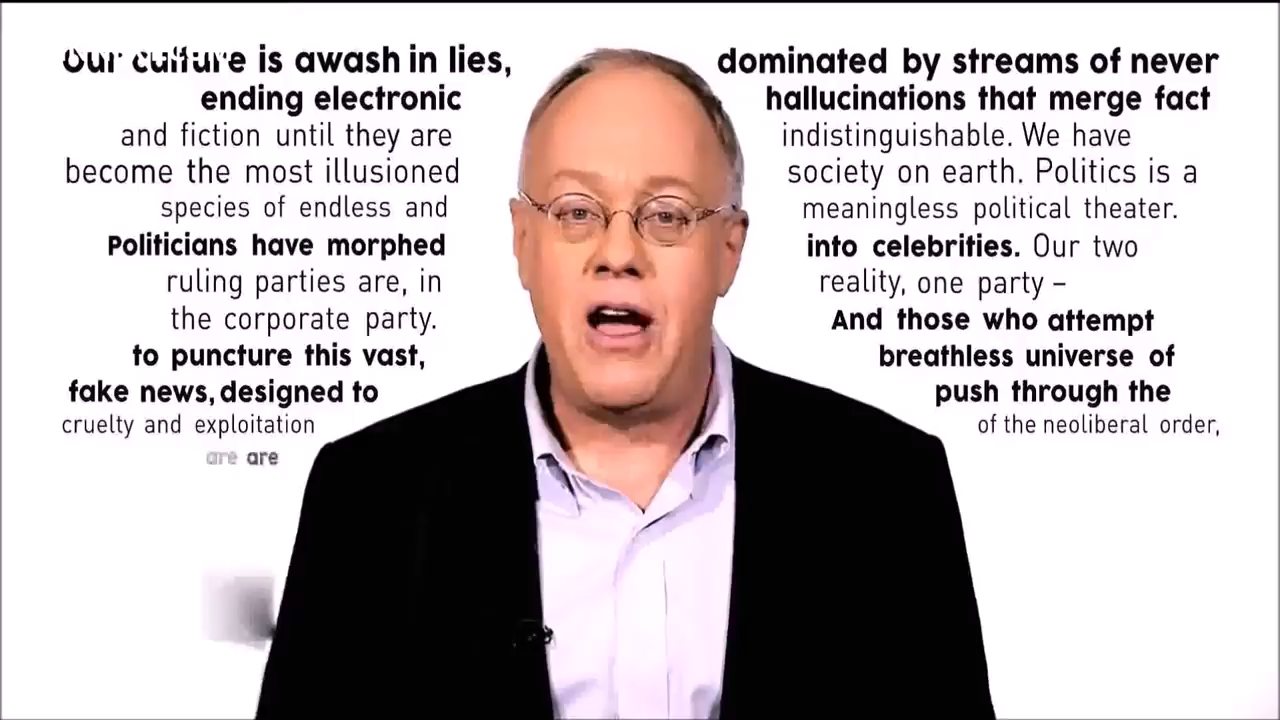 Our culture is awash in lies, dominated by streams of never
ending electronic hallucinations that merge fact
and fiction until they are indistinguishable. We have
become the most illusioned society on earth. Politics is a
species of endless and meaningless political theater.
Politicians have morphed into celebrities. Our two
ruling parties are, in reality, one party –
the corporate party. And those who attempt
to puncture this vast, breathless universe of
fake news, designed to push through the
cruelty and exploitation of the neoliberal order,
are are